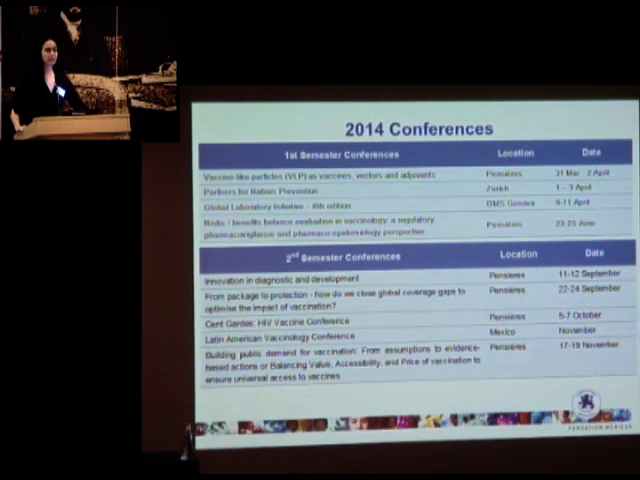 2014 Conferences
1st Semester Conferences Location Date
Vaccine like particles (VLP) as vaccines, vectors and adjuvants Pensières 31 Mar - 2 April
Partners for Rabies Prevention Zurich 1 - 3 April
Global Laboratory Initiative - 6th edition OMS Geneva 9-11 April
Risks / benefits balance evaluation in vaccinology: a regulatory, Pensières 23-25 June
pharmacovigilance and pharmaco epidemiology perspective
2nd Semester Conferences Location Date
Innovation in diagnostic and development Pensieres 11-12 September
From package to protection - how do we close global coverage gaps to Pensières 22-24 September
optimise the impact of vaccination?
Cent Gardes: HIV Vaccine Conference Pensières 5-7 October
Latin American Vaccinology Conference Mexico November
Building public demand for vaccination: From assumptions to evidence- Pensières 17-19 November
based actions or Balancing Value, Accessibility, and Price of vaccination to
ensure universal access to vaccines
FONDATION MERIEUX